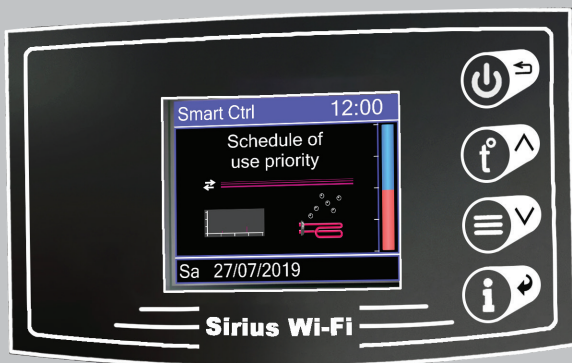 Smart Ctrl 12:00
Schedule of
use priority
Sa 27/07/2019
t°
i
Sirius Wi-Fi